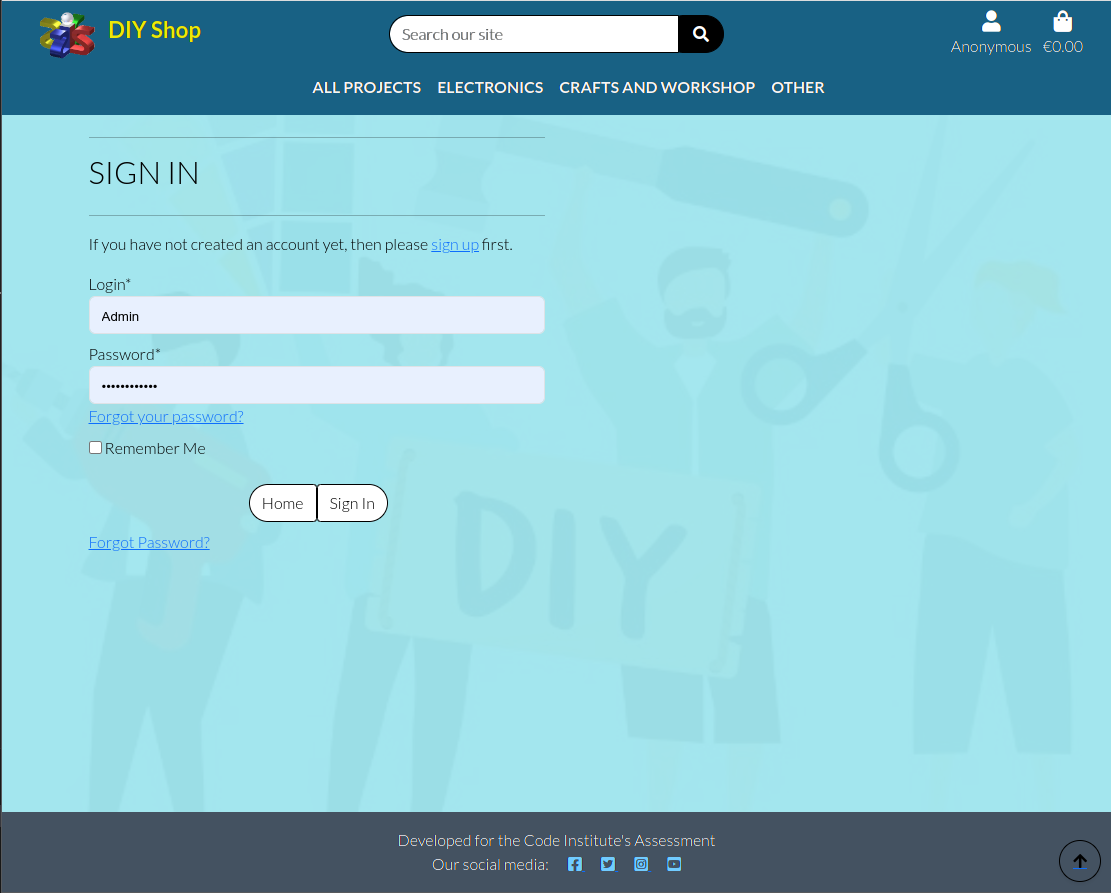 DIY Shop
Search our site
Anonymous €0.00
ALL PROJECTS ELECTRONICS CRAFTS AND WORKSHOP OTHER
SIGN IN
If you have not created an account yet, then please sign up first.
Login*
Admin
Password*
••••••••••••
Forgot your password?
Remember Me
Home Sign In
Forgot Password?
DIY
Developed for the Code Institute's Assessment
Our social media: